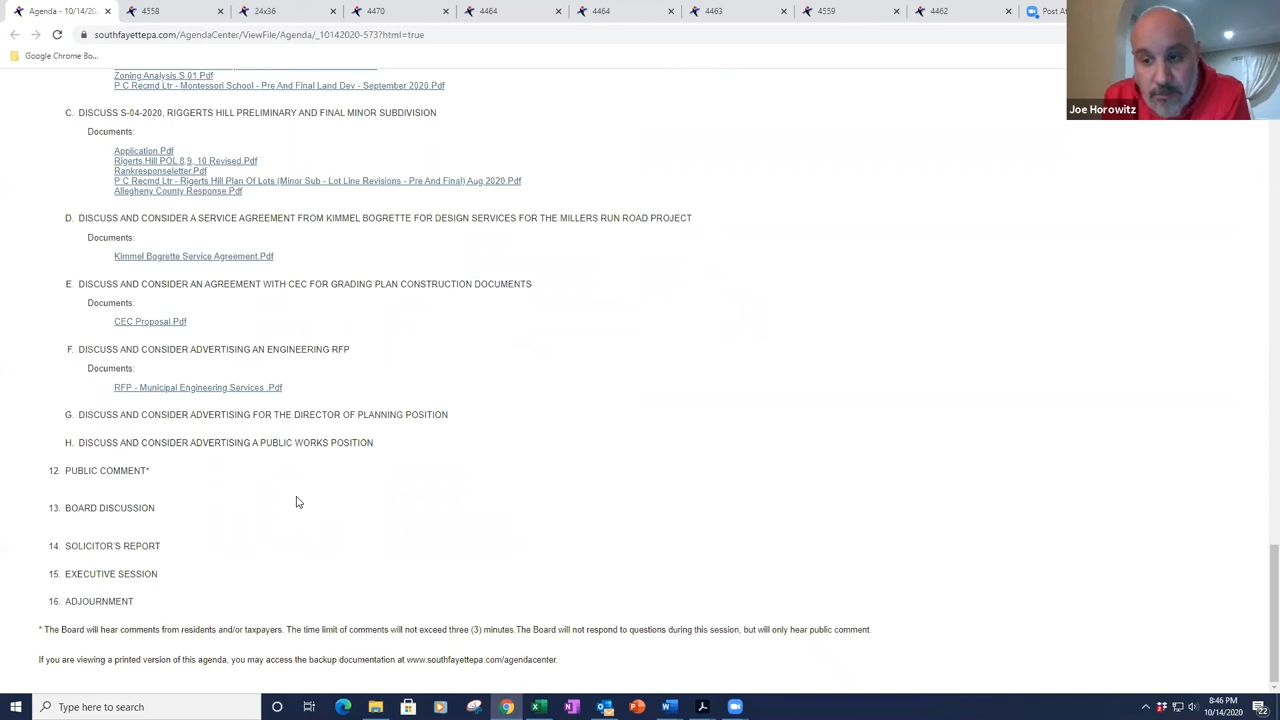 Agenda - 10/14/20
4558
24x36
4470
4464
4464
4463
4559
4462
Post At
southfayettepa.com/AgendaCenter/ViewFile/Agenda/_10142020-573?html=true
Google Chrome Bo...
Joe Horowitz
Zoning Analysis S 01.Pdf
P C Recmd Ltr - Montessori School - Pre And Final Land Dev - September 2020.Pdf
C. DISCUSS S-04-2020, RIGGERTS HILL PRELIMINARY AND FINAL MINOR SUBDIVISION
Documents:
Application.Pdf
Rigerts Hill POL 8,9, 10 Revised.Pdf
Rankresponseletter.Pdf
P C Recmd Ltr - Rigerts Hill Plan Of Lots (Minor Sub - Lot LIne Revisions - Pre And Final) Aug 2020.Pdf
Allegheny County Response.Pdf
D. DISCUSS AND CONSIDER A SERVICE AGREEMENT FROM KIMMEL BOGRETTE FOR DESIGN SERVICES FOR THE MILLERS RUN ROAD PROJECT
Documents:
Kimmel Bogrette Service Agreement.Pdf
E. DISCUSS AND CONSIDER AN AGREEMENT WITH CEC FOR GRADING PLAN CONSTRUCTION DOCUMENTS
Documents:
CEC Proposal.Pdf
F. DISCUSS AND CONSIDER ADVERTISING AN ENGINEERING RFP
Documents:
RFP - Municipal Engineering Services .Pdf
G. DISCUSS AND CONSIDER ADVERTISING FOR THE DIRECTOR OF PLANNING POSITION
H. DISCUSS AND CONSIDER ADVERTISING A PUBLIC WORKS POSITION
12. PUBLIC COMMENT*
13. BOARD DISCUSSION
14. SOLICITOR'S REPORT
15. EXECUTIVE SESSION
16. ADJOURNMENT
* The Board will hear comments from residents and/or taxpayers. The time limit of comments will not exceed three (3) minutes.The Board will not respond to questions during this session, but will only hear public comment.
If you are viewing a printed version of this agenda, you may access the backup documentation at www.southfayettepa.com/agendacenter.
Type here to search
8:46 PM
10/14/2020
22